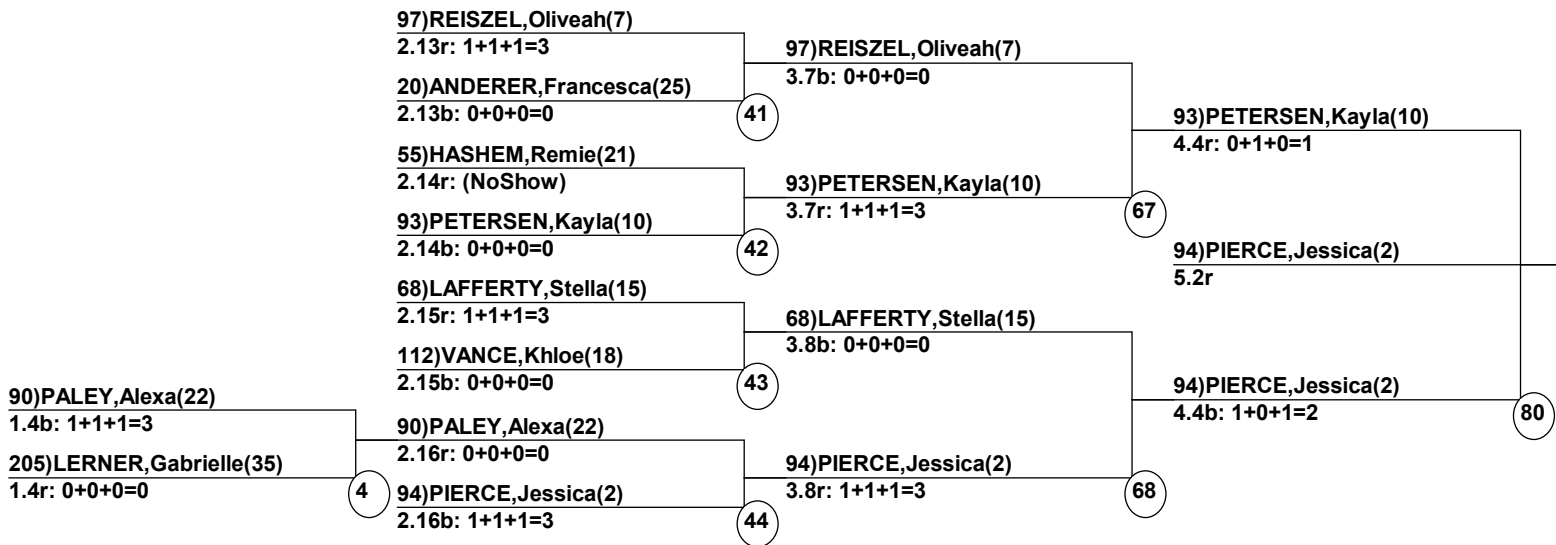 97)REISZEL,Oliveah(7)
2.13r: 1+1+1=3
20)ANDERER,Francesca(25)
2.13b: 0+0+0=0
41
55)HASHEM,Remie(21)
2.14r: (NoShow)
93)PETERSEN,Kayla(10)
2.14b: 0+0+0=0
42
68)LAFFERTY,Stella(15)
2.15r: 1+1+1=3
112)VANCE,Khloe(18)
2.15b: 0+0+0=0
43
90)PALEY,Alexa(22)
1.4b: 1+1+1=3
205)LERNER,Gabrielle(35)
1.4r: 0+0+0=0
4
90)PALEY,Alexa(22)
2.16r: 0+0+0=0
94)PIERCE,Jessica(2)
2.16b: 1+1+1=3
44
97)REISZEL,Oliveah(7)
3.7b: 0+0+0=0
93)PETERSEN,Kayla(10)
3.7r: 1+1+1=3
67
68)LAFFERTY,Stella(15)
3.8b: 0+0+0=0
94)PIERCE,Jessica(2)
3.8r: 1+1+1=3
68
93)PETERSEN,Kayla(10)
4.4r: 0+1+0=1
94)PIERCE,Jessica(2)
5.2r
94)PIERCE,Jessica(2)
4.4b: 1+0+1=2
80